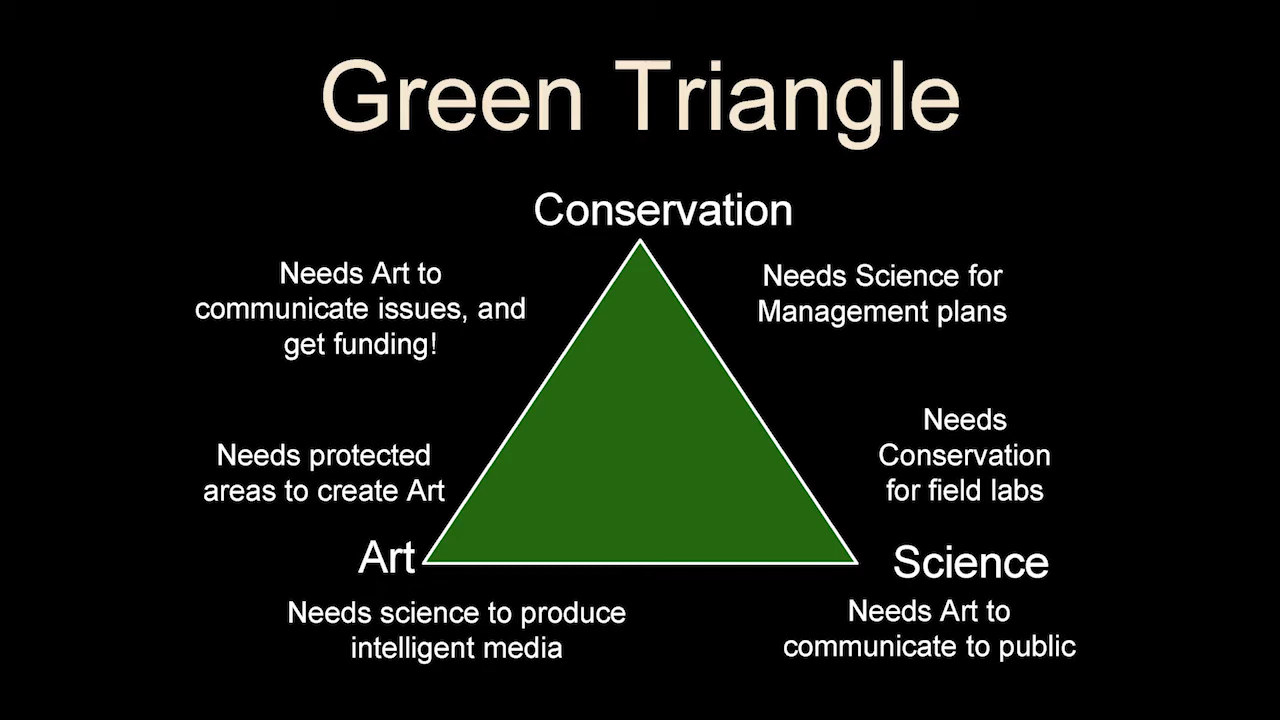 Green Triangle
Conservation
Needs Art to
communicate issues, and
get funding!
Needs Science for
Management plans
Needs protected
areas to create Art
Needs
Conservation
for field labs
Art
Science
Needs science to produce
intelligent media
Needs Art to
communicate to public